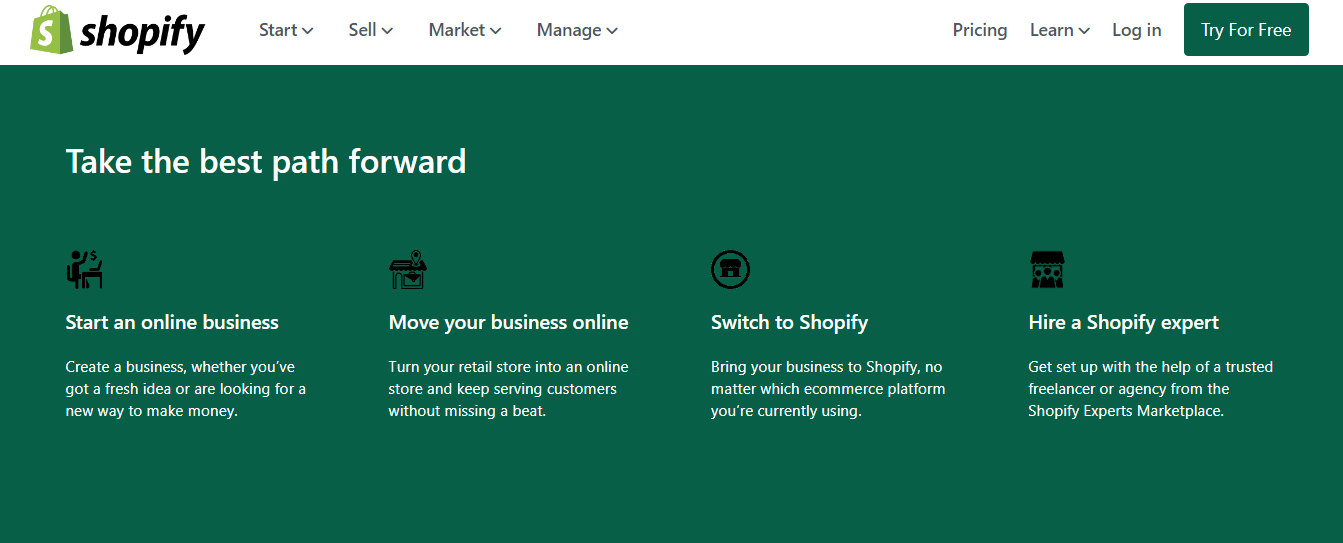 shopify
Start
Sell
Market
Manage
Pricing
Learn
Log in
Try For Free
Take the best path forward
Start an online business
Create a business, whether you’ve
got a fresh idea or are looking for a
new way to make money.
Move your business online
Turn your retail store into an online
store and keep serving customers
without missing a beat.
Switch to Shopify
Bring your business to Shopify, no
matter which ecommerce platform
you’re currently using.
Hire a Shopify expert
Get set up with the help of a trusted
freelancer or agency from the
Shopify Experts Marketplace.